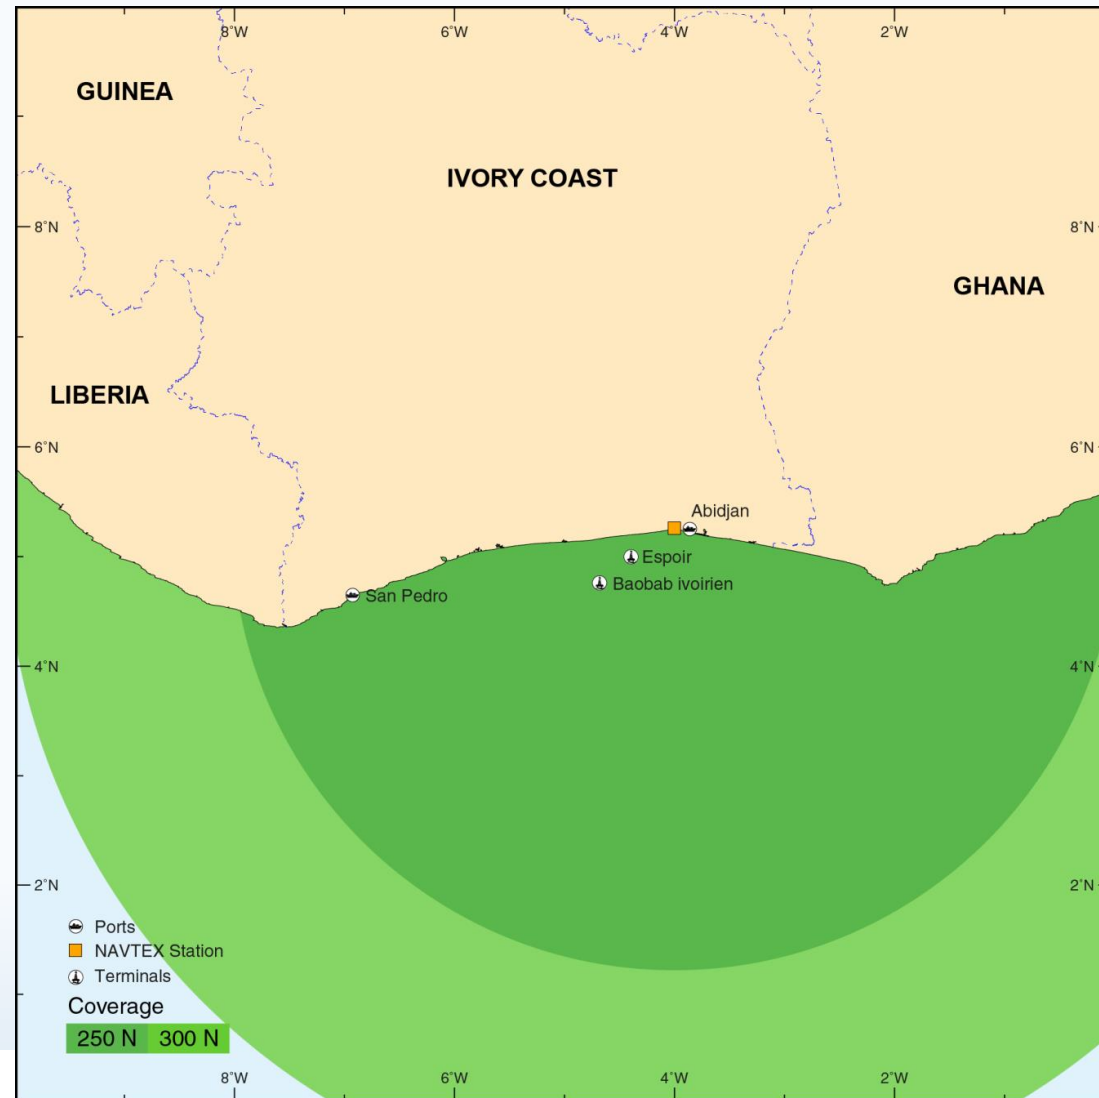 8°W 6°W 4°W 2°W
GUINEA
IVORY COAST
8°N 8°N
GHANA
LIBERIA
6°N 6°N
Abidjan
Espoir
Baobab ivoirien
San Pedro
4°N 4°N
2°N 2°N
Ports
NAVTEX Station
Terminals
Coverage
250 N 300 N
8°W 6°W 4°W 2°W